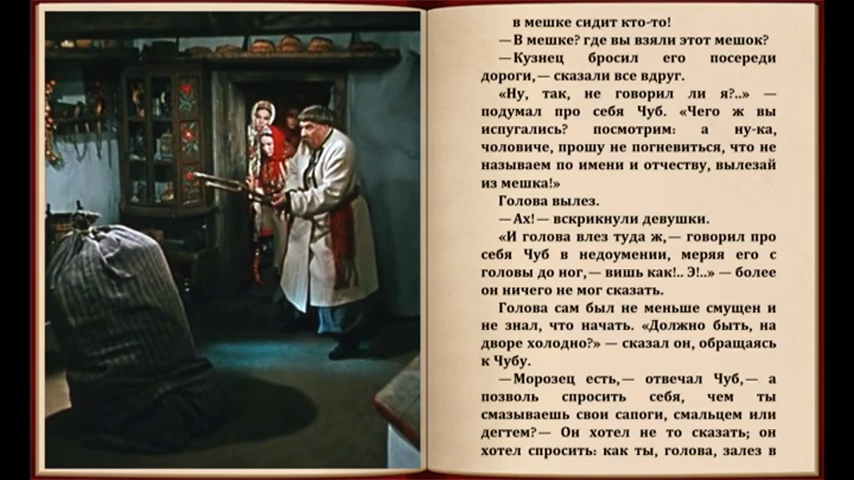 в мешке сидит кто-то!
—В мешке? где вы взяли этот мешок?
—Кузнец бросил его посереди
дороги,— сказали все вдруг.
«Ну, так, не говорил ли я?..» —
подумал про себя Чуб. «Чего ж вы
испугались? посмотрим: а ну-ка,
чоловиче, прошу не погневиться, что не
называем по имени и отчеству, вылезай
из мешка!»
Голова вылез.
—Ах!— вскрикнули девушки.
«И голова влез туда ж,— говорил про
себя Чуб в недоумении, меряя его с
головы до ног,— вишь как!.. Э!..» — более
он ничего не мог сказать.
Голова сам был не меньше смущен и
не знал, что начать. «Должно быть, на
дворе холодно?» — сказал он, обращаясь
к Чубу.
—Морозец есть,— отвечал Чуб,— а
позволь спросить себя, чем ты
смазываешь свои сапоги, смальцем или
дегтем?— Он хотел не то сказать; он
хотел спросить: как ты, голова, залез в